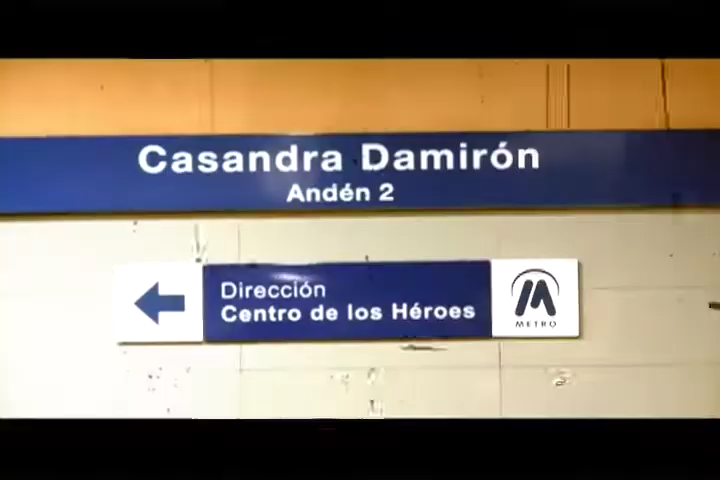 Casandra Damirón
Andén 2
Dirección
Centro de los Héroes
METRO